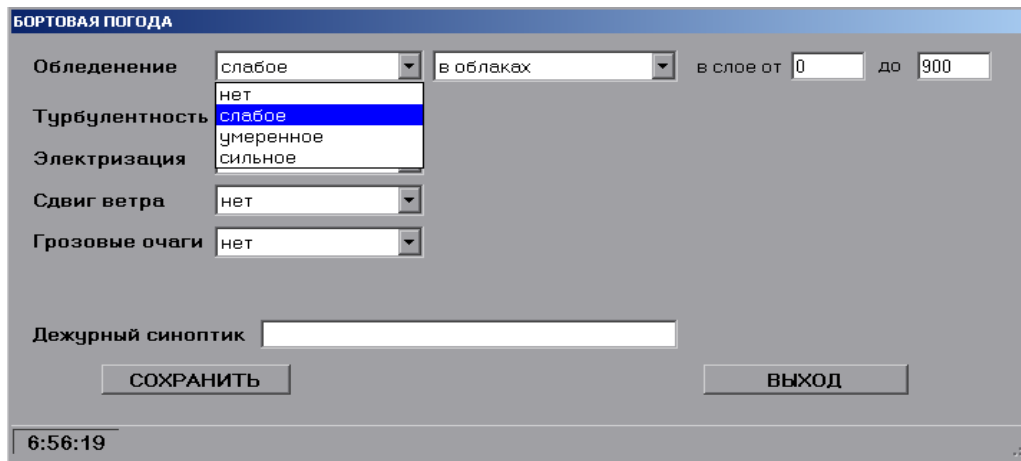 БОРТОВАЯ ПОГОДА
Обледенение слабое в облаках в слое от 0 до 900
нет
Турбулентность слабое
умеренное
Электризация сильное
Сдвиг ветра нет
Грозовые очаги нет
Дежурный синоптик
СОХРАНИТЬ ВЫХОД
6:56:19